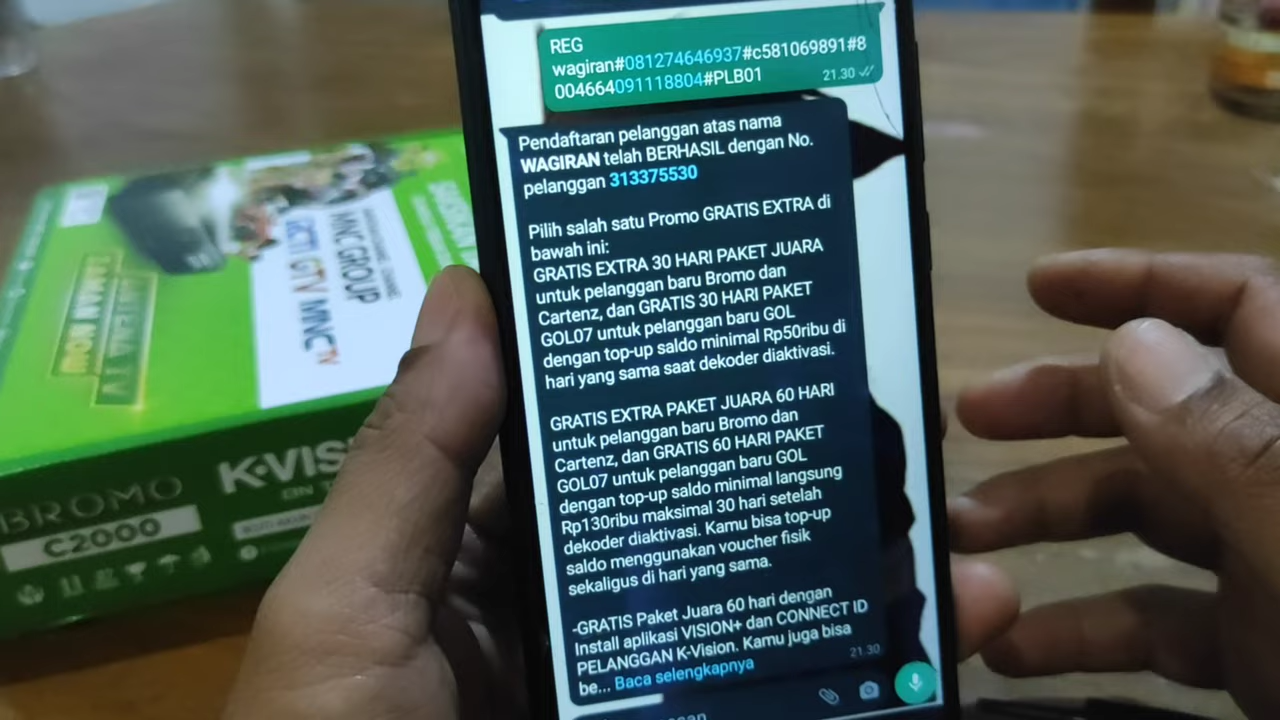 REG
wagiran#081274646937#c581069891#8
004664091118804#PLB01
21.30
Pendaftaran pelanggan atas nama
WAGIRAN telah BERHASIL dengan No.
pelanggan 313375530
Pilih salah satu Promo GRATIS EXTRA di
bawah ini:
GRATIS EXTRA 30 HARI PAKET JUARA
untuk pelanggan baru Bromo dan
Cartenz, dan GRATIS 30 HARI PAKET
GOL07 untuk pelanggan baru GOL
dengan top-up saldo minimal Rp50ribu di
hari yang sama saat dekoder diaktivasi.
GRATIS EXTRA PAKET JUARA 60 HARI
untuk pelanggan baru Bromo dan
Cartenz, dan GRATIS 60 HARI PAKET
GOL07 untuk pelanggan baru GOL
dengan top-up saldo minimal langsung
Rp130ribu maksimal 30 hari setelah
dekoder diaktivasi. Kamu bisa top-up
saldo menggunakan voucher fisik
sekaligus di hari yang sama.
-GRATIS Paket Juara 60 hari dengan
Install aplikasi VISION+ dan CONNECT ID
PELANGGAN K-Vision. Kamu juga bisa
be... Baca selengkapnya
21.30
MNC GROUP
RCTI GTV MNC TV
BROMO
C2000
K-VIS